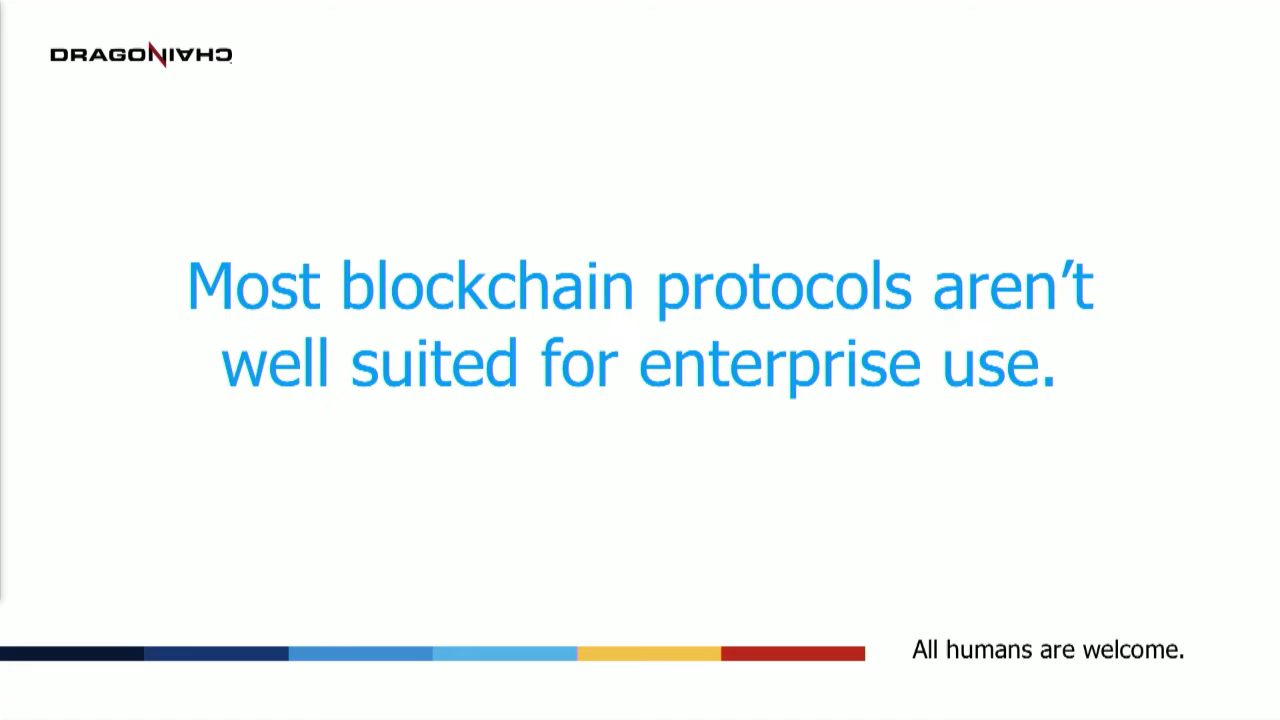 DRAGONCHAIN
Most blockchain protocols aren’t
well suited for enterprise use.
All humans are welcome.